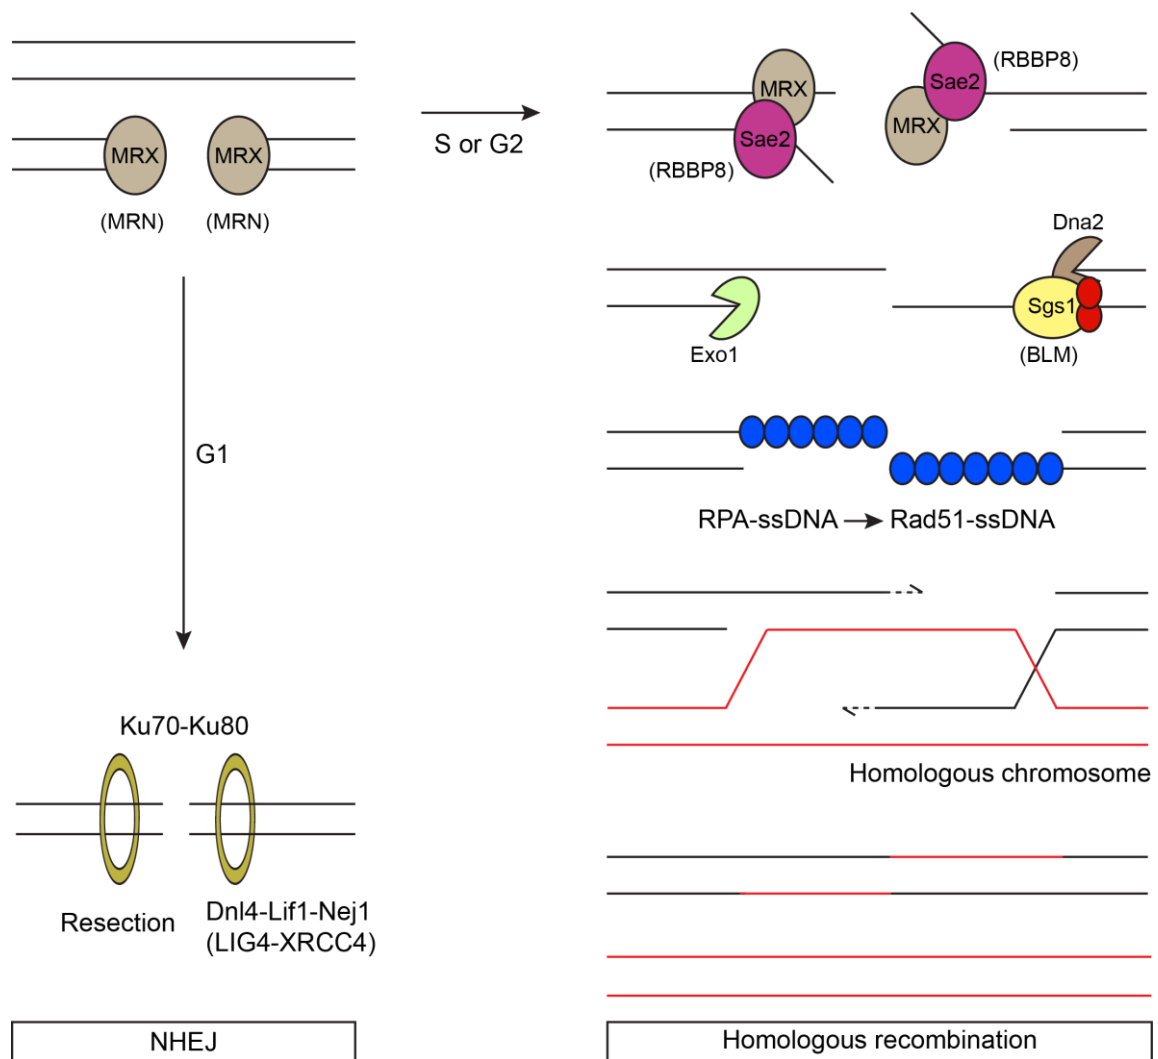 MRX
MRX
(MRN)
(MRN)
S or G2
MRX
Sae2
(RBBP8)
Sae2
(RBBP8)
MRX
G1
Exo1
Dna2
Sgs1
(BLM)
RPA-ssDNA
Rad51-ssDNA
Homologous chromosome
Ku70-Ku80
Resection
Dnl4-Lif1-Nej1
(LIG4-XRCC4)
NHEJ
Homologous recombination